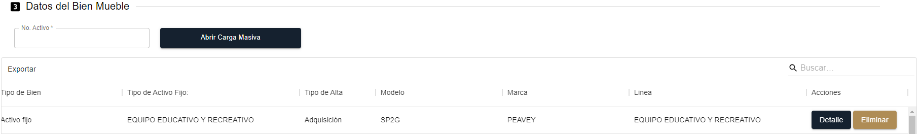 3 Datos del Bien Mueble
No. Activo *
Abrir Carga Masiva
Exportar
Buscar...
Tipo de Bien Tipo de Activo Fijo: Tipo de Alta Modelo Marca Linea Acciones
Activo fijo EQUIPO EDUCATIVO Y RECREATIVO Adquisición SP2G PEAVEY EQUIPO EDUCATIVO Y RECREATIVO Detalle Eliminar